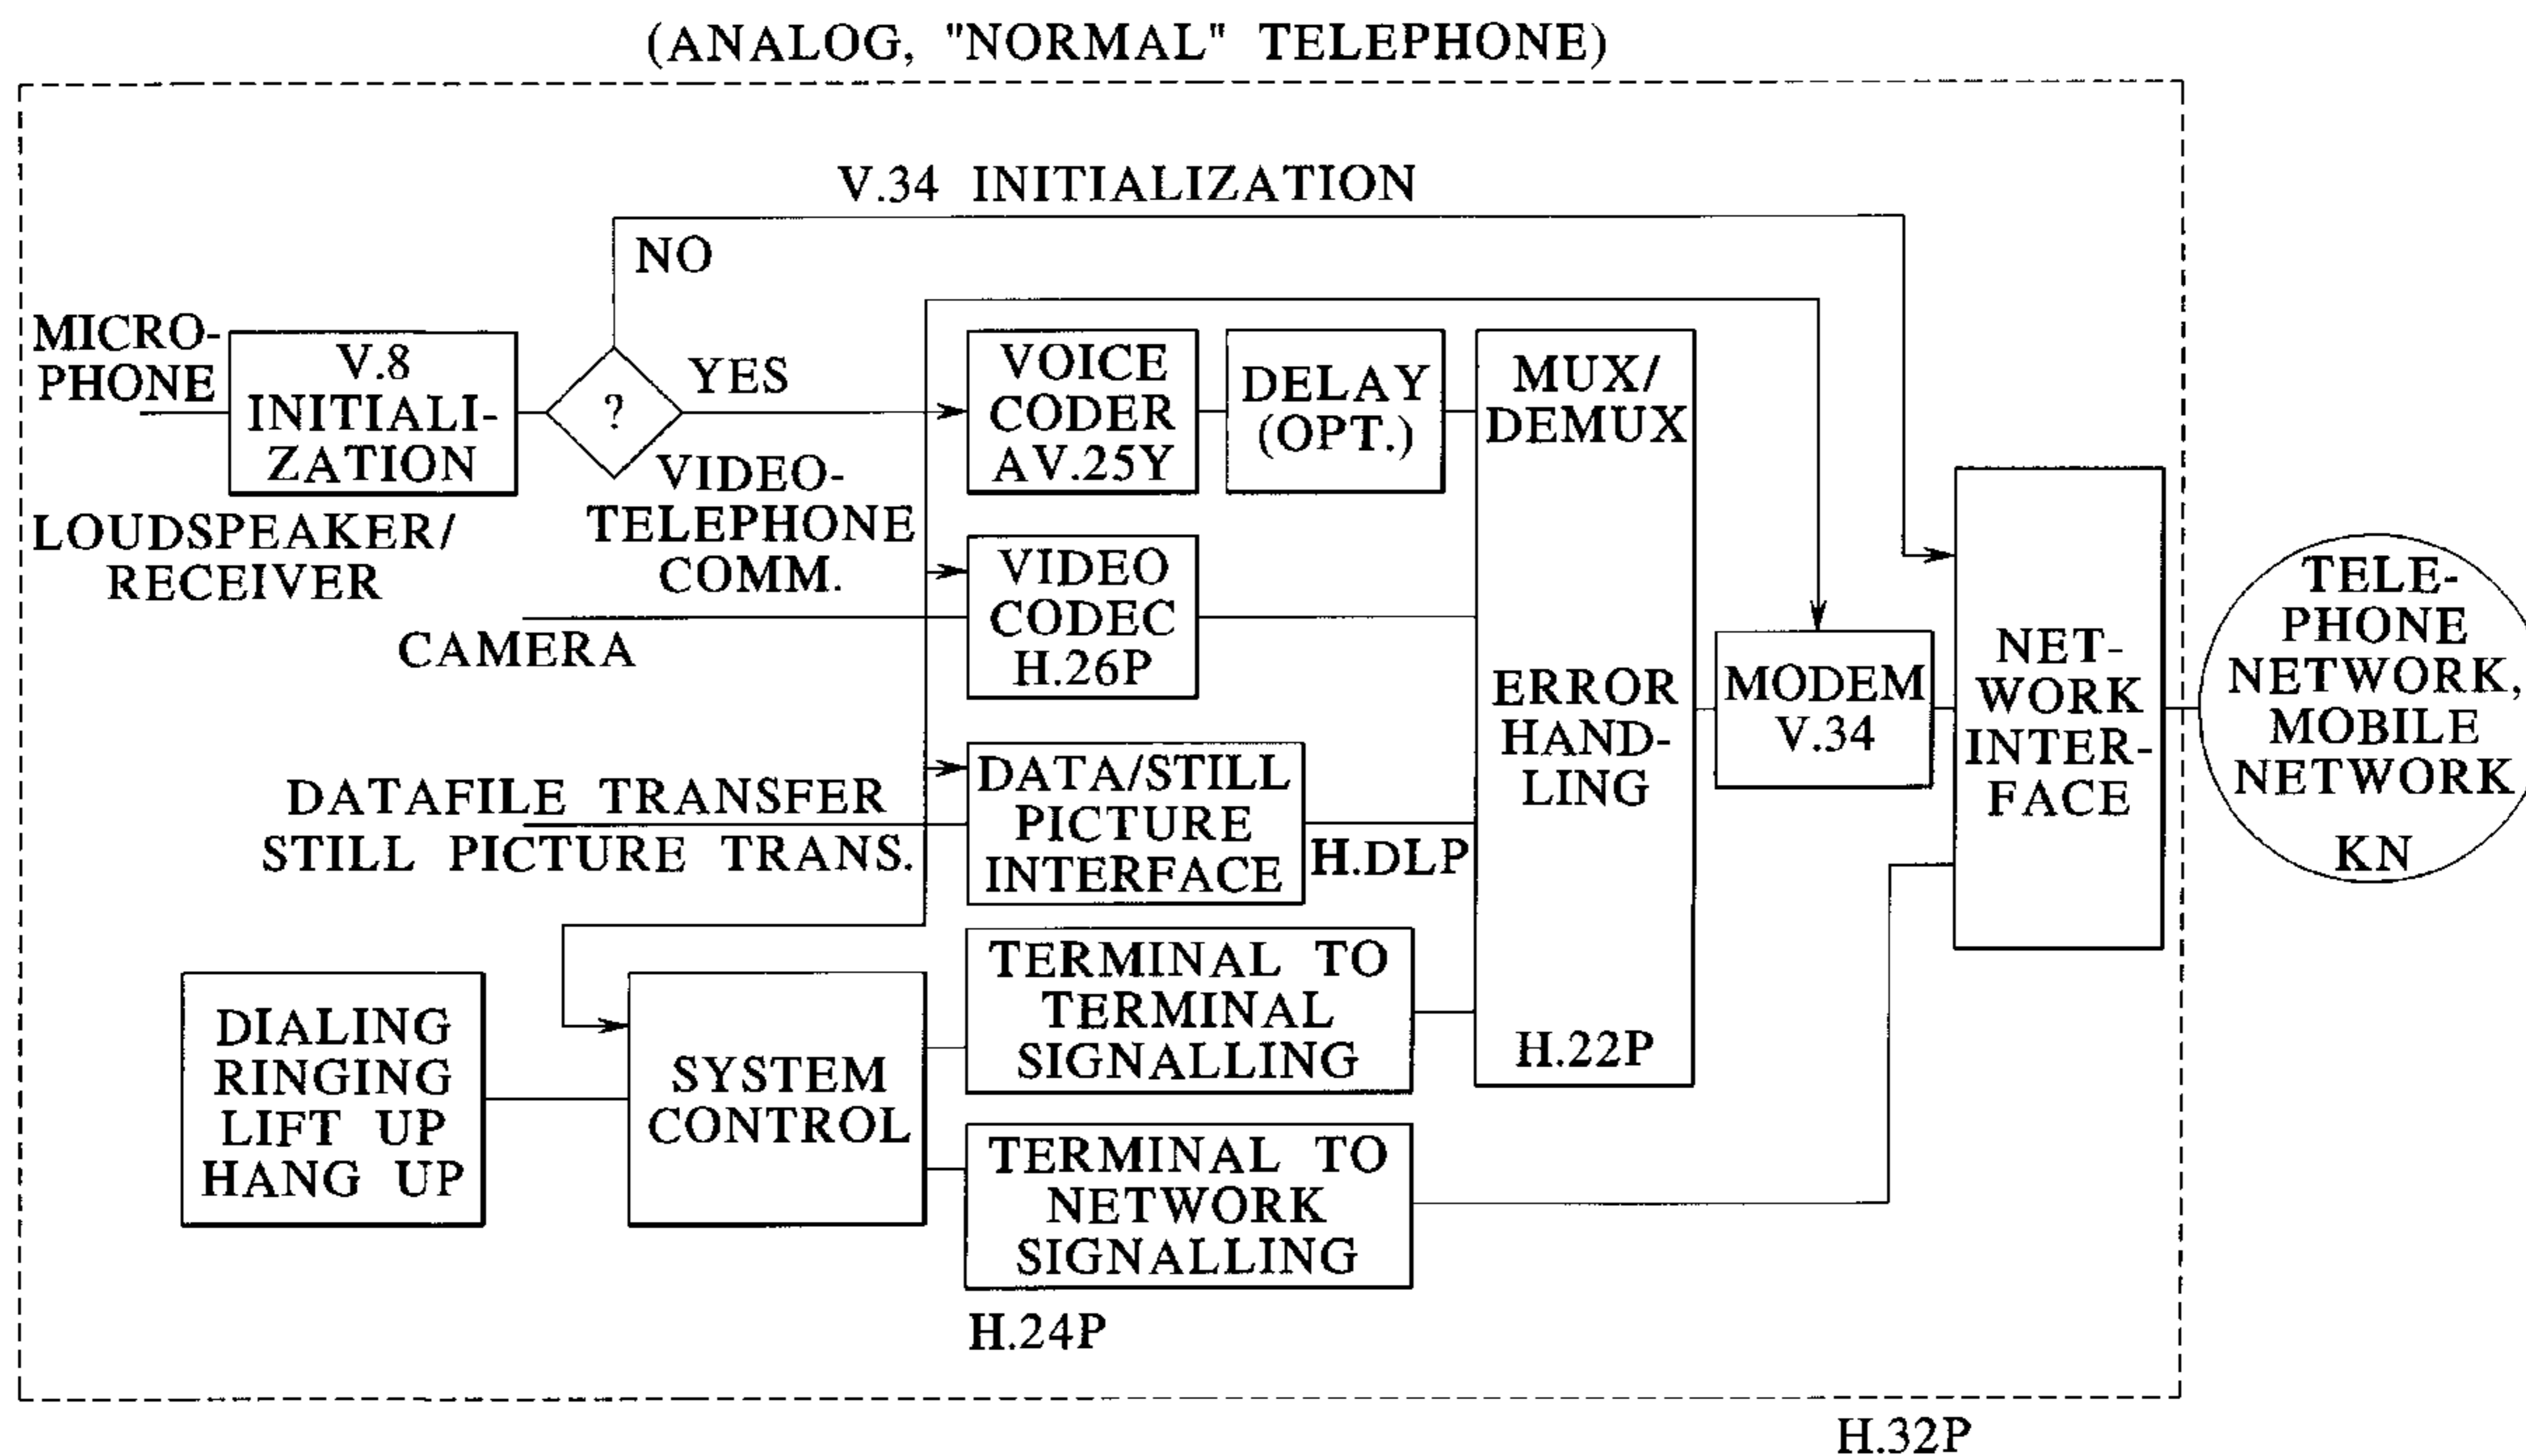 (ANALOG, "NORMAL" TELEPHONE)
V.34 INITIALIZATION
NO
MICRO-
PHONE
V.8
INITIALI-
ZATION
?
YES
VIDEO-
TELEPHONE
COMM.
LOUDSPEAKER/
RECEIVER
VOICE
CODER
AV.25Y
DELAY
(OPT.)
MUX/
DEMUX
ERROR
HAND-
LING
H.22P
CAMERA
VIDEO
CODEC
H.26P
MODEM
V.34
NET-
WORK
INTER-
FACE
TELE-
PHONE
NETWORK,
MOBILE
NETWORK
KN
DATAFILE TRANSFER
STILL PICTURE TRANS.
DATA/STILL
PICTURE
INTERFACE
H.DLP
DIALING
RINGING
LIFT UP
HANG UP
SYSTEM
CONTROL
TERMINAL TO
TERMINAL
SIGNALLING
TERMINAL TO
NETWORK
SIGNALLING
H.24P
H.32P